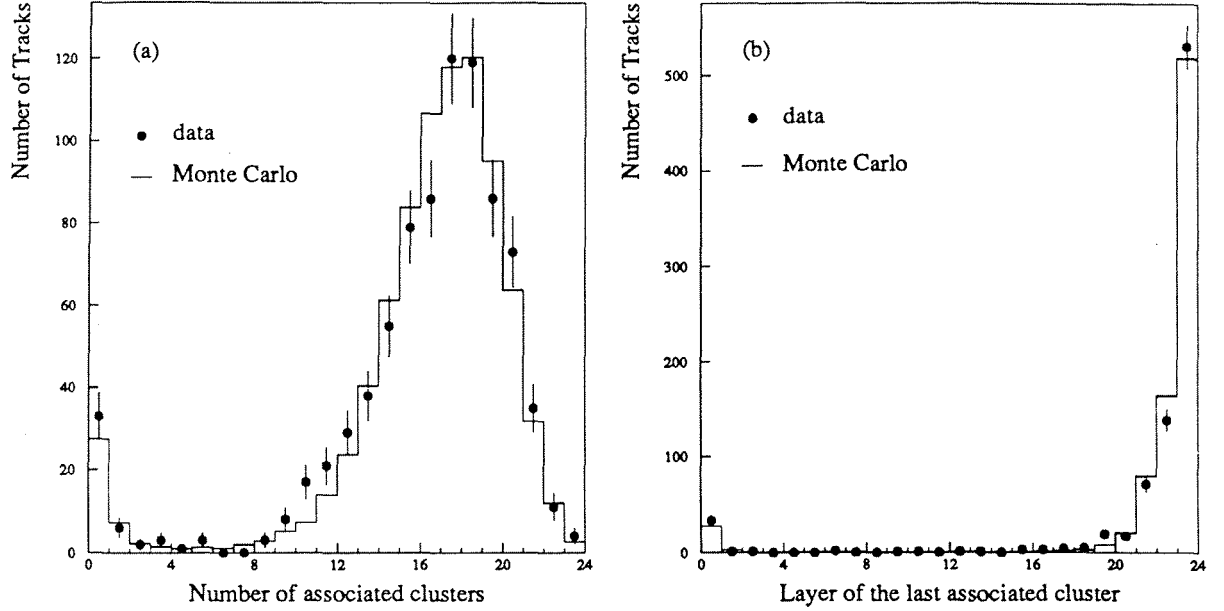 Number of Tracks
120
100
80
60
40
20
0
(a)
data
Monte Carlo
0 4 8 12 16 20 24
Number of associated clusters
Number of Tracks
500
400
300
200
100
0
(b)
data
Monte Carlo
0 4 8 12 16 20 24
Layer of the last associated cluster